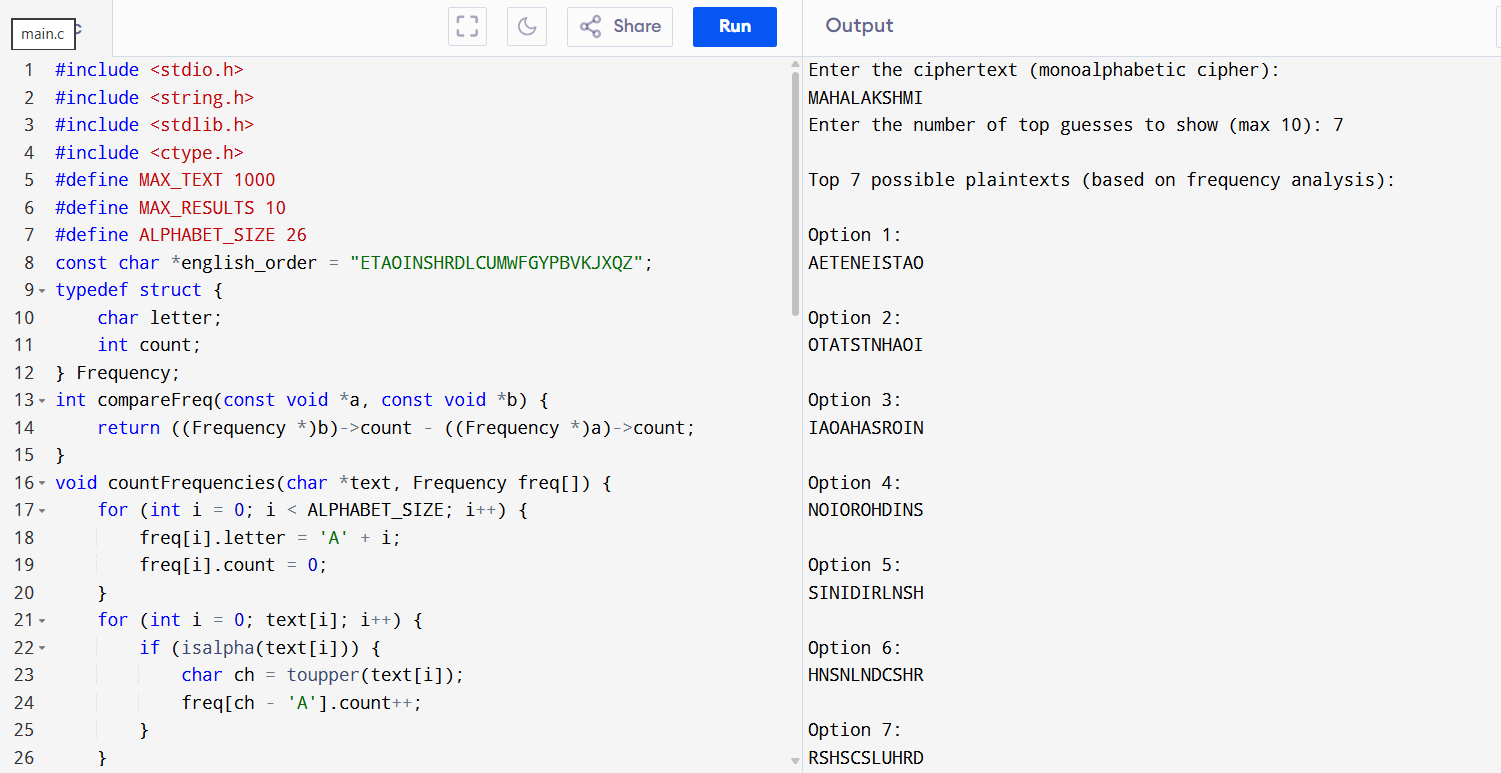 main.c
Share
Run
Output
1 #include <stdio.h>
2 #include <string.h>
3 #include <stdlib.h>
4 #include <ctype.h>
5 #define MAX_TEXT 1000
6 #define MAX_RESULTS 10
7 #define ALPHABET_SIZE 26
8 const char *english_order = "ETAOINSHRDLCUMWFGYPBVKJXQZ";
9 typedef struct {
10     char letter;
11     int count;
12 } Frequency;
13 int compareFreq(const void *a, const void *b) {
14     return ((Frequency *)b)->count - ((Frequency *)a)->count;
15 }
16 void countFrequencies(char *text, Frequency freq[]) {
17     for (int i = 0; i < ALPHABET_SIZE; i++) {
18         freq[i].letter = 'A' + i;
19         freq[i].count = 0;
20     }
21     for (int i = 0; text[i]; i++) {
22         if (isalpha(text[i])) {
23             char ch = toupper(text[i]);
24             freq[ch - 'A'].count++;
25         }
26     }
Enter the ciphertext (monoalphabetic cipher):
MAHALAKSHMI
Enter the number of top guesses to show (max 10): 7
Top 7 possible plaintexts (based on frequency analysis):
Option 1:
AETENEISTAO
Option 2:
OTATSTNHAOI
Option 3:
IAOAHASROIN
Option 4:
NOIOROHDINS
Option 5:
SINIDIRLNSH
Option 6:
HNSNLNDCSHR
Option 7:
RSHSCSLUHRD